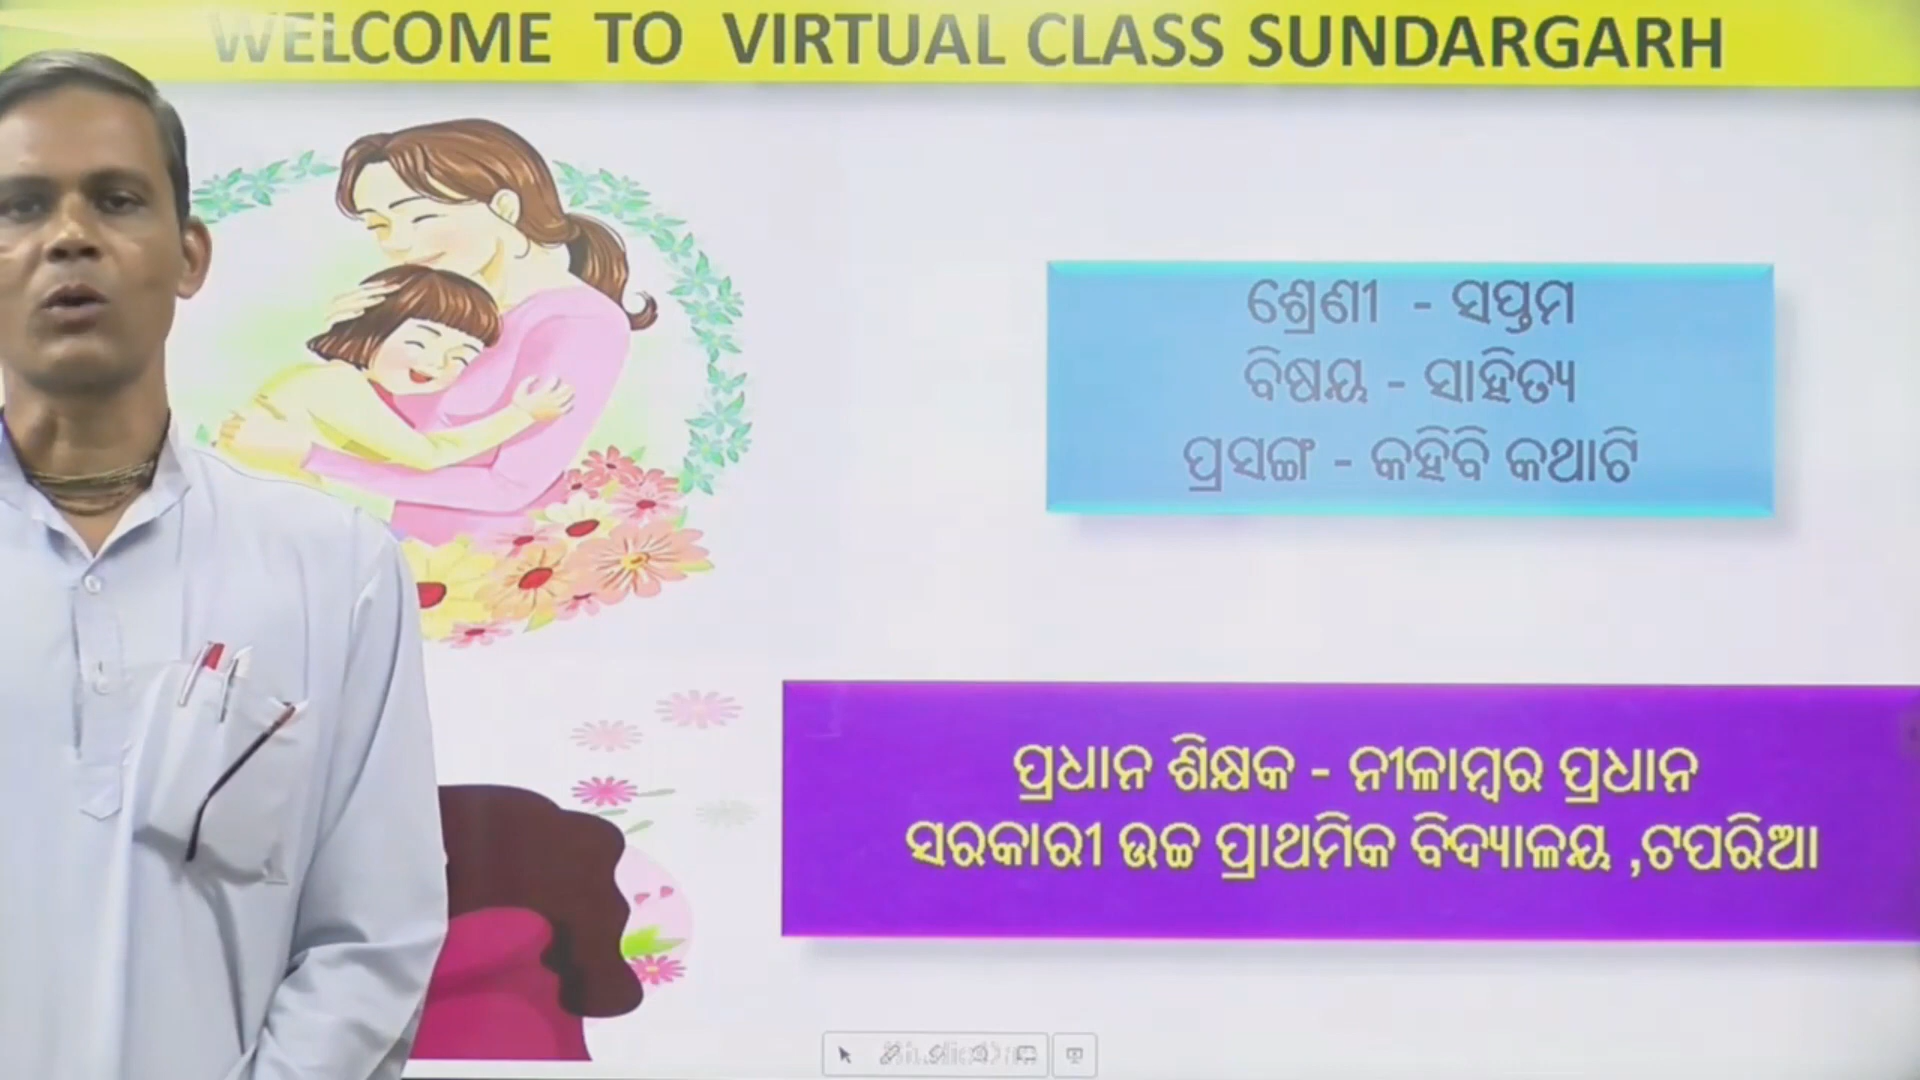 WELCOME TO VIRTUAL CLASS SUNDARGARH
ଶ୍ରେଣୀ - ସପ୍ତମ
ବିଷୟ - ସାହିତ୍ୟ
ପ୍ରସଙ୍ଗ - କହିବି କଥାଟି
ପ୍ରଧାନ ଶିକ୍ଷକ - ନୀଳାମ୍ବର ପ୍ରଧାନ
ସରକାରୀ ଉଚ୍ଚ ପ୍ରାଥମିକ ବିଦ୍ୟାଳୟ ,ଟପରିଆ